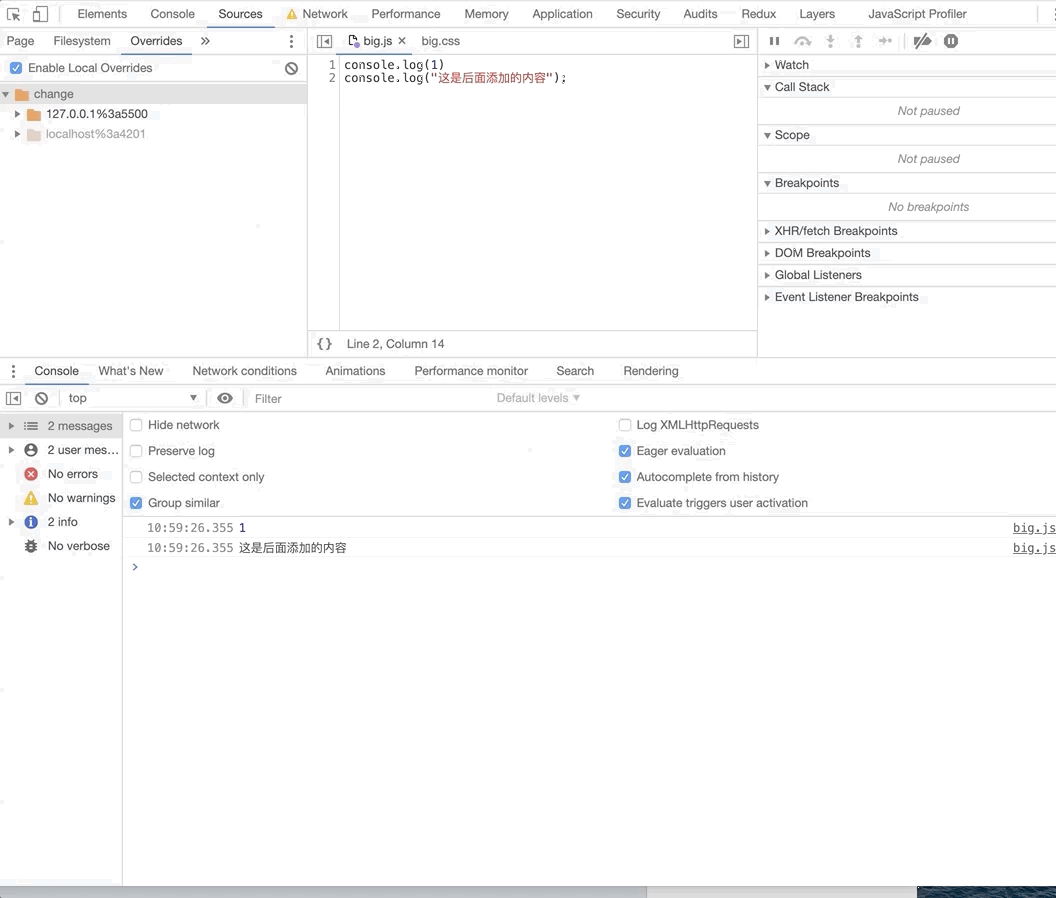 Elements Console Sources Network Performance Memory Application Security Audits Redux Layers JavaScript Profiler
Page Filesystem Overrides » big.js × big.css
Enable Local Overrides
change
127.0.0.1%3a5500
localhost%3a4201
1 console.log(1)
2 console.log("这是后面添加的内容");
{} Line 2, Column 14
Watch
Call Stack
Not paused
Scope
Not paused
Breakpoints
No breakpoints
XHR/fetch Breakpoints
DOM Breakpoints
Global Listeners
Event Listener Breakpoints
Console What's New Network conditions Animations Performance monitor Search Rendering
top Filter Default levels
2 messages
2 user mes...
No errors
No warnings
2 info
No verbose
Hide network Log XMLHttpRequests
Preserve log Eager evaluation
Selected context only Autocomplete from history
Group similar Evaluate triggers user activation
10:59:26.355 1 big.js
10:59:26.355 这是后面添加的内容 big.js